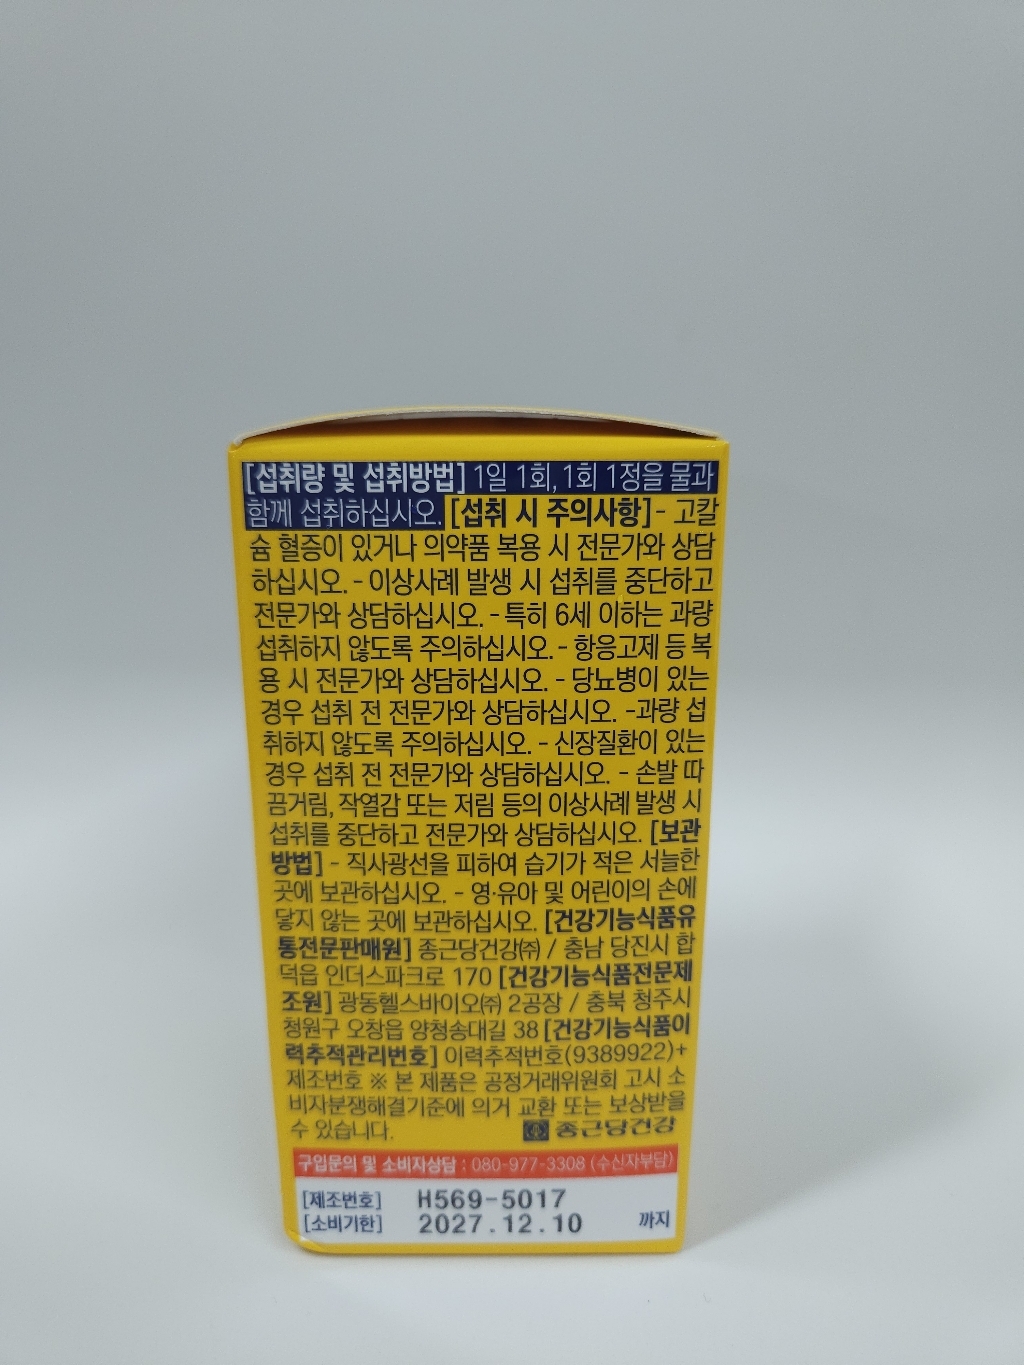 [섭취량 및 섭취방법] 1일 1회, 1회 1정을 물과
함께 섭취하십시오. [섭취 시 주의사항] - 고칼
슘 혈증이 있거나 의약품 복용 시 전문가와 상담
하십시오. - 이상사례 발생 시 섭취를 중단하고
전문가와 상담하십시오. - 특히 6세 이하는 과량
섭취하지 않도록 주의하십시오. - 항응고제 등 복
용 시 전문가와 상담하십시오. - 당뇨병이 있는
경우 섭취 전 전문가와 상담하십시오. -과량 섭
취하지 않도록 주의하십시오. - 신장질환이 있는
경우 섭취 전 전문가와 상담하십시오. - 손발 따
끔거림, 작열감 또는 저림 등의 이상사례 발생 시
섭취를 중단하고 전문가와 상담하십시오. [보관
방법] - 직사광선을 피하여 습기가 적은 서늘한
곳에 보관하십시오. - 영·유아 및 어린이의 손에
닿지 않는 곳에 보관하십시오. [건강기능식품유
통전문판매원] 종근당건강㈜ / 충남 당진시 합
덕읍 인더스파크로 170 [건강기능식품전문제
조원] 광동헬스바이오㈜ 2공장 / 충북 청주시
청원구 오창읍 양청송대길 38 [건강기능식품이
력추적관리번호] 이력추적번호(9389922)+
제조번호 ※ 본 제품은 공정거래위원회 고시 소
비자분쟁해결기준에 의거 교환 또는 보상받을
수 있습니다. 종근당건강
구입문의 및 소비자상담 : 080-977-3308 (수신자부담)
[제조번호] H569-5017
[소비기한] 2027.12.10 까지